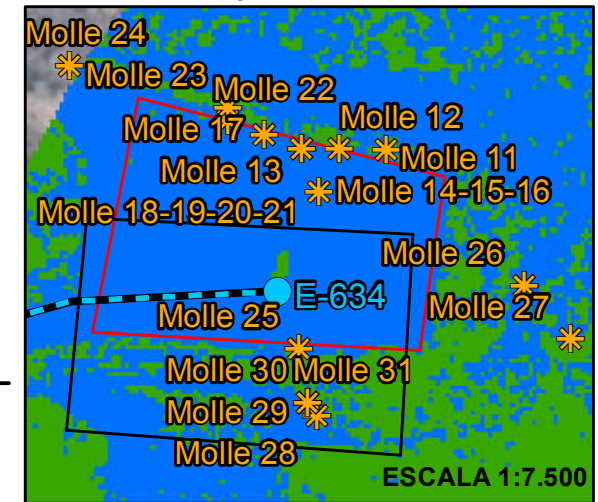 Molle 24
Molle 23
Molle 22
Molle 17
Molle 12
Molle 13
Molle 11
Molle 14-15-16
Molle 18-19-20-21
Molle 26
E-634
Molle 25
Molle 27
Molle 30
Molle 31
Molle 29
Molle 28
ESCALA 1:7.500